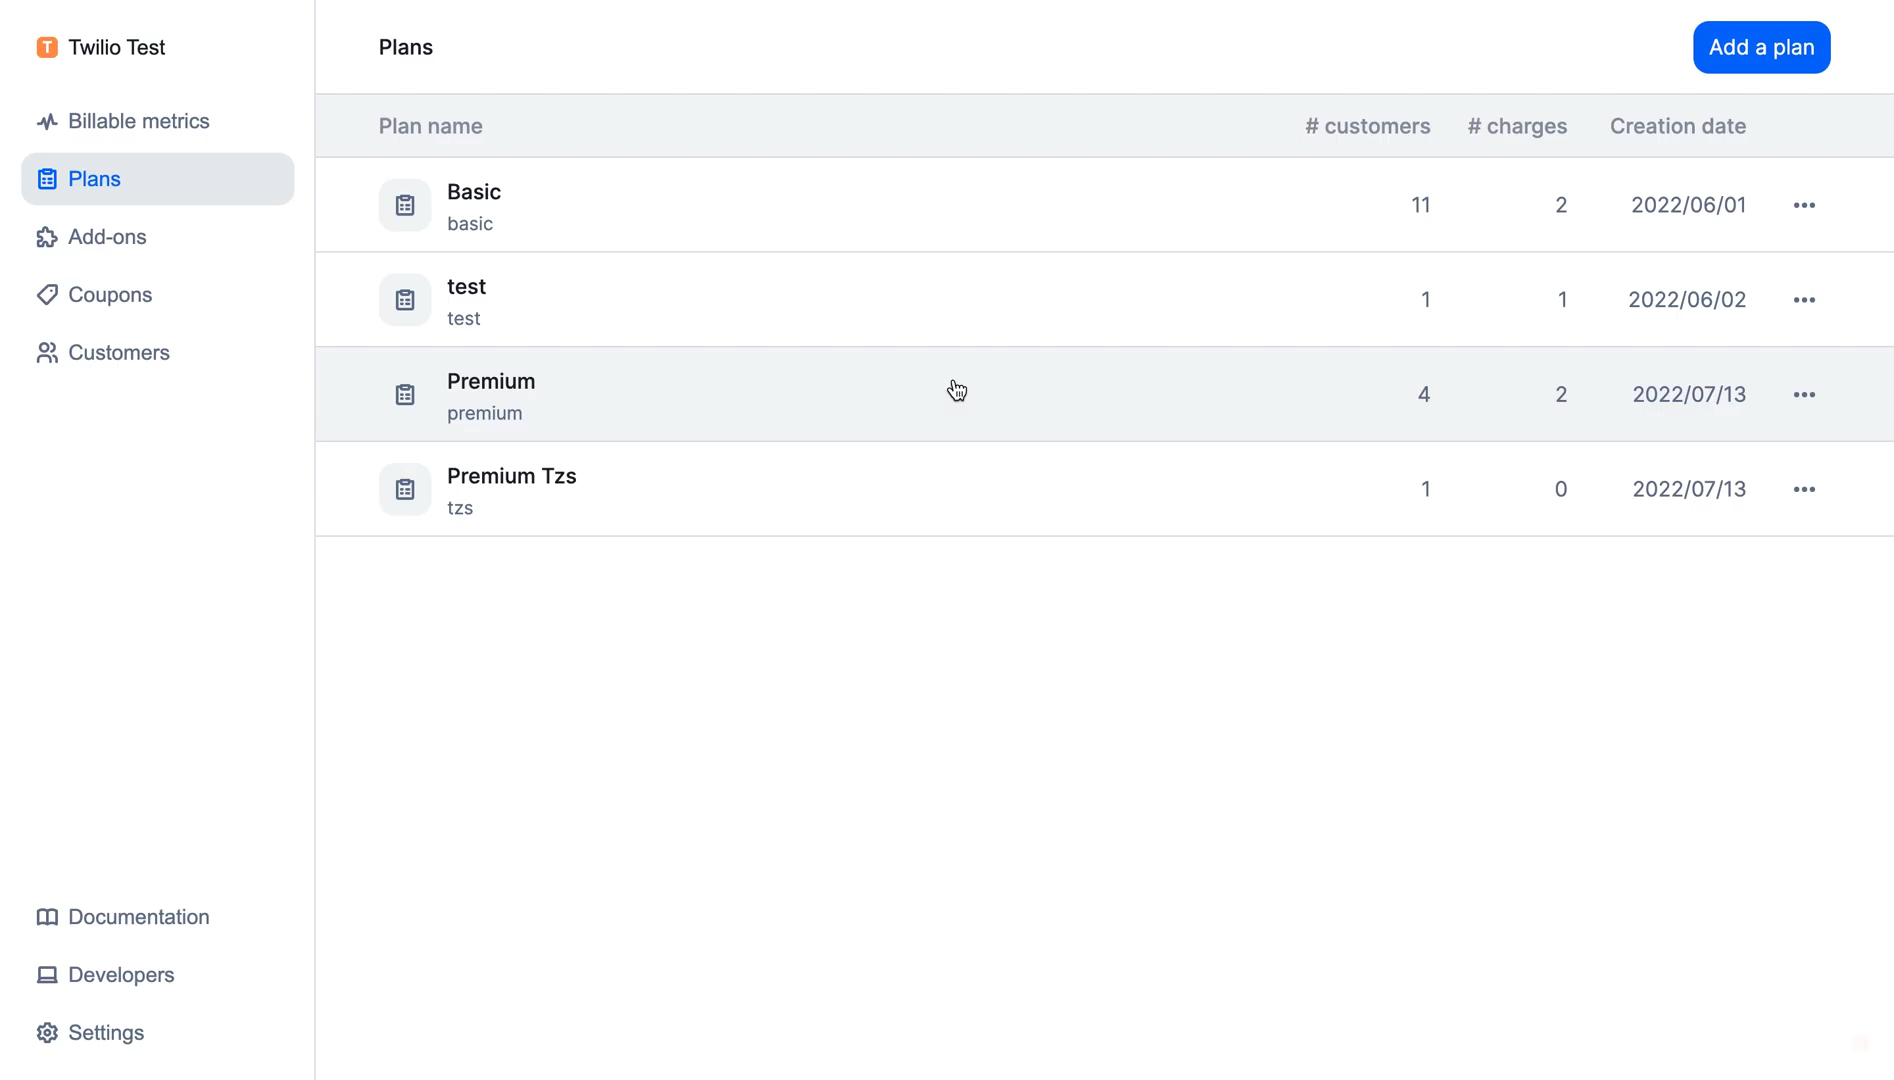 T Twilio Test
Billable metrics
Plans
Add-ons
Coupons
Customers
Documentation
Developers
Settings
Plans
Add a plan
Plan name # customers # charges Creation date
Basic
basic
11 2 2022/06/01
test
test
1 1 2022/06/02
Premium
premium
4 2 2022/07/13
Premium Tzs
tzs
1 0 2022/07/13